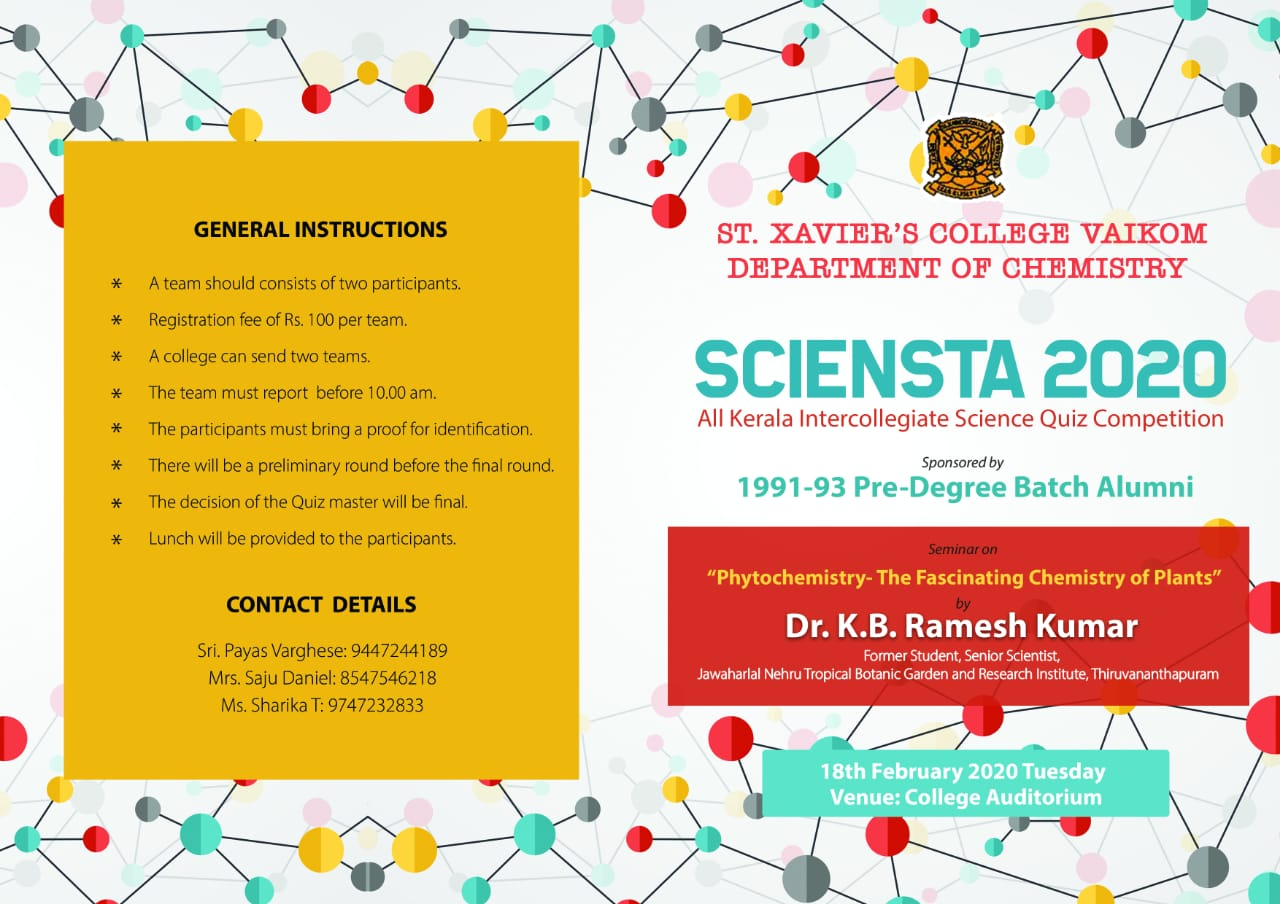 GENERAL INSTRUCTIONS
* A team should consists of two participants.
* Registration fee of Rs. 100 per team.
* A college can send two teams.
* The team must report before 10.00 am.
* The participants must bring a proof for identification.
* There will be a preliminary round before the final round.
* The decision of the Quiz master will be final.
* Lunch will be provided to the participants.
CONTACT DETAILS
Sri. Payas Varghese: 9447244189
Mrs. Saju Daniel: 8547546218
Ms. Sharika T: 9747232833
ST. XAVIER'S COLLEGE VAIKOM
DEPARTMENT OF CHEMISTRY
SCIENSTA 2020
All Kerala Intercollegiate Science Quiz Competition
Sponsored by
1991-93 Pre-Degree Batch Alumni
Seminar on
“Phytochemistry- The Fascinating Chemistry of Plants”
by
Dr. K.B. Ramesh Kumar
Former Student, Senior Scientist,
Jawaharlal Nehru Tropical Botanic Garden and Research Institute, Thiruvananthapuram
18th February 2020 Tuesday
Venue: College Auditorium